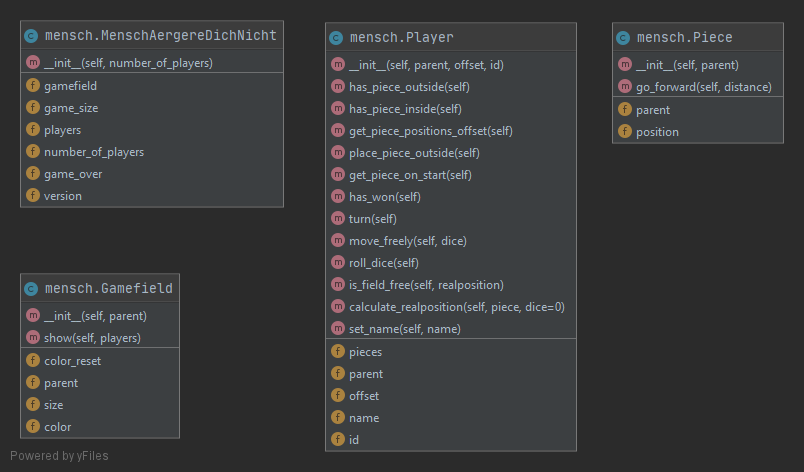 mensch.MenschAergereDichNicht
__init__(self, number_of_players)
gamefield
game_size
players
number_of_players
game_over
version
mensch.Gamefield
__init__(self, parent)
show(self, players)
color_reset
parent
size
color
mensch.Player
__init__(self, parent, offset, id)
has_piece_outside(self)
has_piece_inside(self)
get_piece_positions_offset(self)
place_piece_outside(self)
get_piece_on_start(self)
has_won(self)
turn(self)
move_freely(self, dice)
roll_dice(self)
is_field_free(self, realposition)
calculate_realposition(self, piece, dice=0)
set_name(self, name)
pieces
parent
offset
name
id
mensch.Piece
__init__(self, parent)
go_forward(self, distance)
parent
position
Powered by yFiles